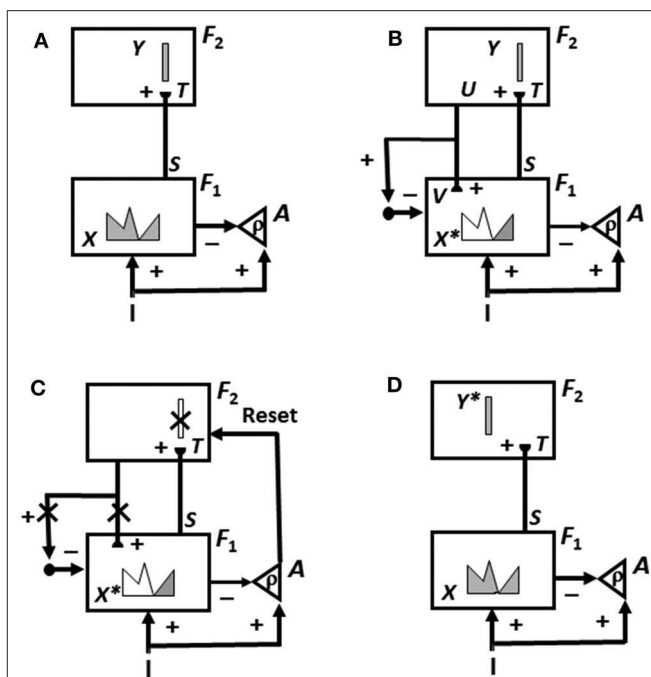 A
Y F₂
+ T
S
F₁
X
− ρ A
+ +
I
B
Y F₂
U + T
+ S
− V + F₁
X*
− ρ A
+ +
I
C
F₂
Reset
+ T
+ S
− + F₁
X*
− ρ A
+ +
I
D
Y* F₂
+ T
S
F₁
X
− ρ A
+ +
I